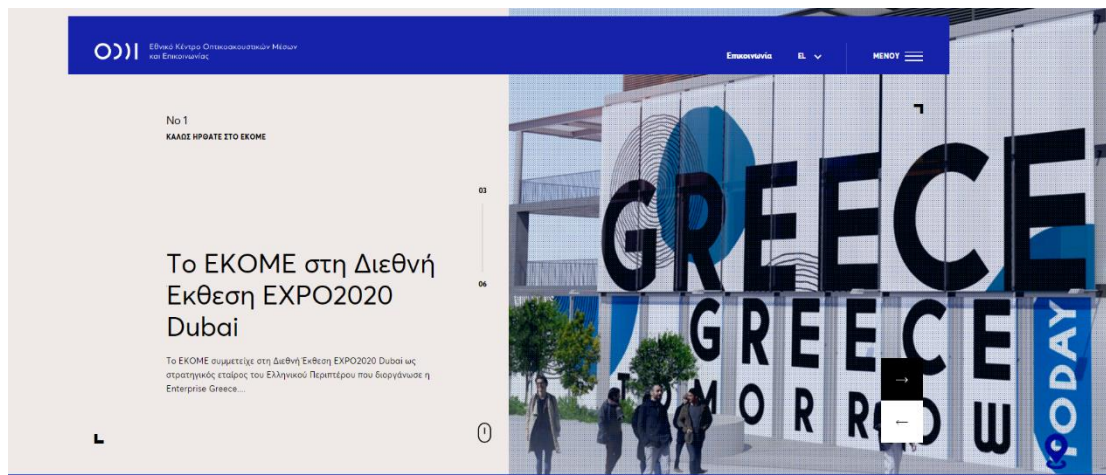 Εθνικό Κέντρο Οπτικοακουστικών Μέσων
και Επικοινωνίας
Επικοινωνία
EL
ΜΕΝΟΥ
No 1
ΚΑΛΩΣ ΗΡΘΑΤΕ ΣΤΟ ΕΚΟΜΕ
03
06
Το ΕΚΟΜΕ στη Διεθνή
Εκθεση EXPO2020
Dubai
Το ΕΚΟΜΕ συμμετείχε στη Διεθνή Έκθεση EXPO2020 Dubai ως
στρατηγικός εταίρος του Ελληνικού Περιπτέρου που διοργάνωσε η
Enterprise Greece....
GREECE
GREECE
TOMORROW
TODAY
→
←